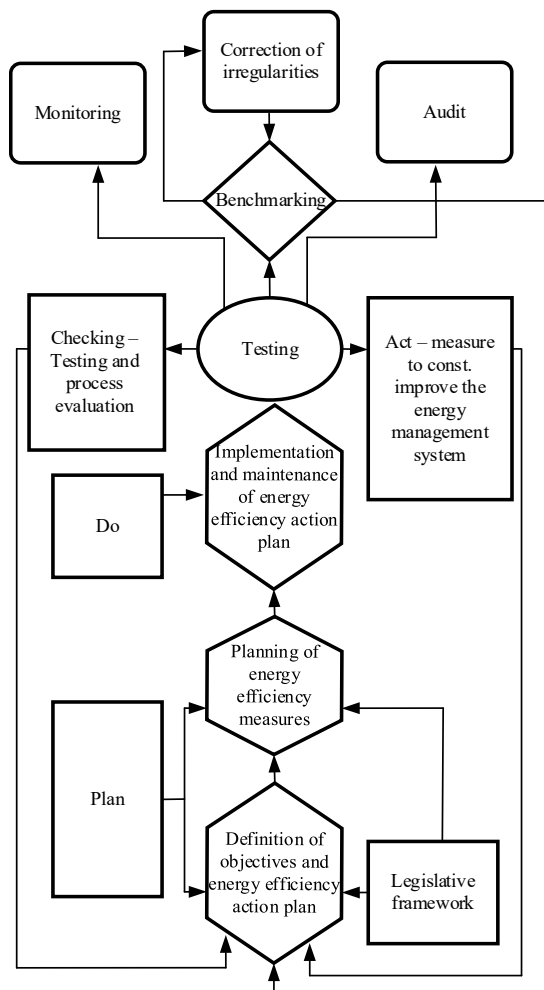 Correction of
irregularities
Monitoring
Audit
Benchmarking
Checking –
Testing and
process
evaluation
Testing
Act – measure
to const.
improve the
energy
management
system
Implementation
and maintenance
of energy
efficiency action
plan
Do
Planning of
energy
efficiency
measures
Plan
Definition of
objectives and
energy efficiency
action plan
Legislative
framework